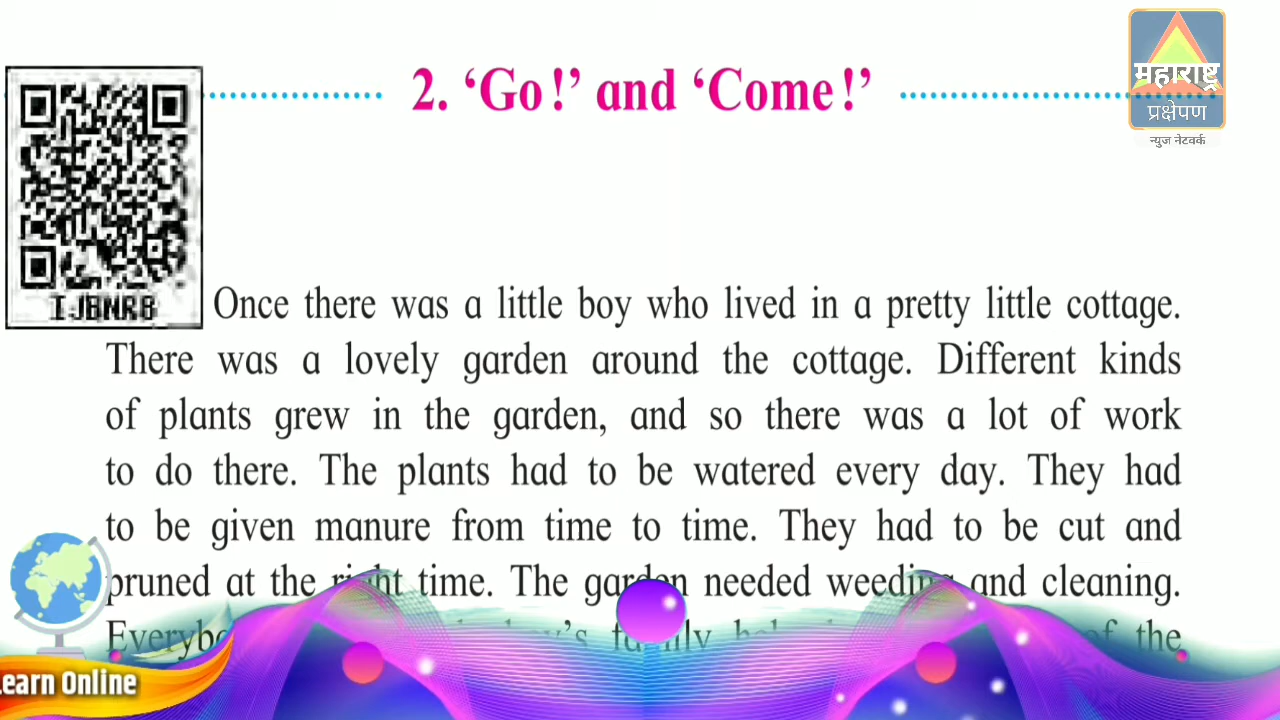 2. ‘Go!’ and ‘Come!’
महाराष्ट्र
प्रक्षेपण
न्युज नेटवर्क
Once there was a little boy who lived in a pretty little cottage.
There was a lovely garden around the cottage. Different kinds
of plants grew in the garden, and so there was a lot of work
to do there. The plants had to be watered every day. They had
to be given manure from time to time. They had to be cut and
pruned at the right time. The garden needed weeding and cleaning.
family of the
Learn Online